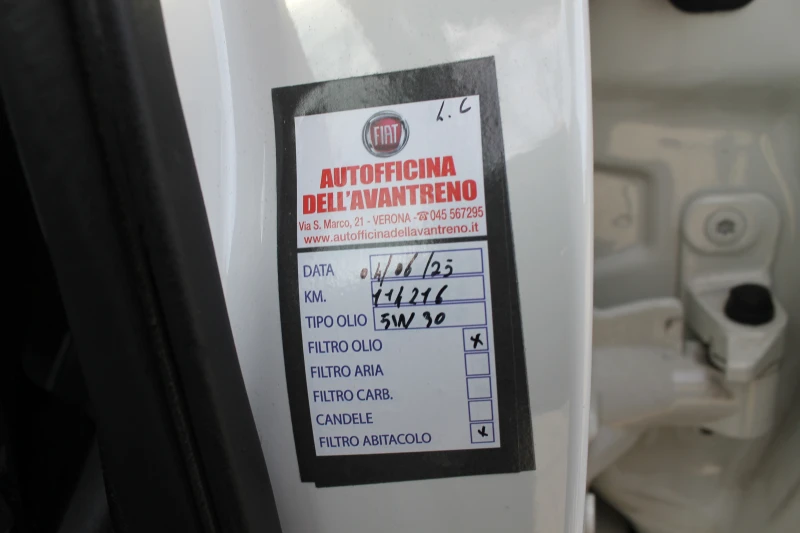 L.C
FIAT
AUTOFFICINA
DELL'AVANTRENO
Via S. Marco, 21 - VERONA - ☎ 045 567295
www.autofficinadellavantreno.it
DATA 04/06/25
KM. 114216
TIPO OLIO 5W30
FILTRO OLIO x
FILTRO ARIA
FILTRO CARB.
CANDELE
FILTRO ABITACOLO x